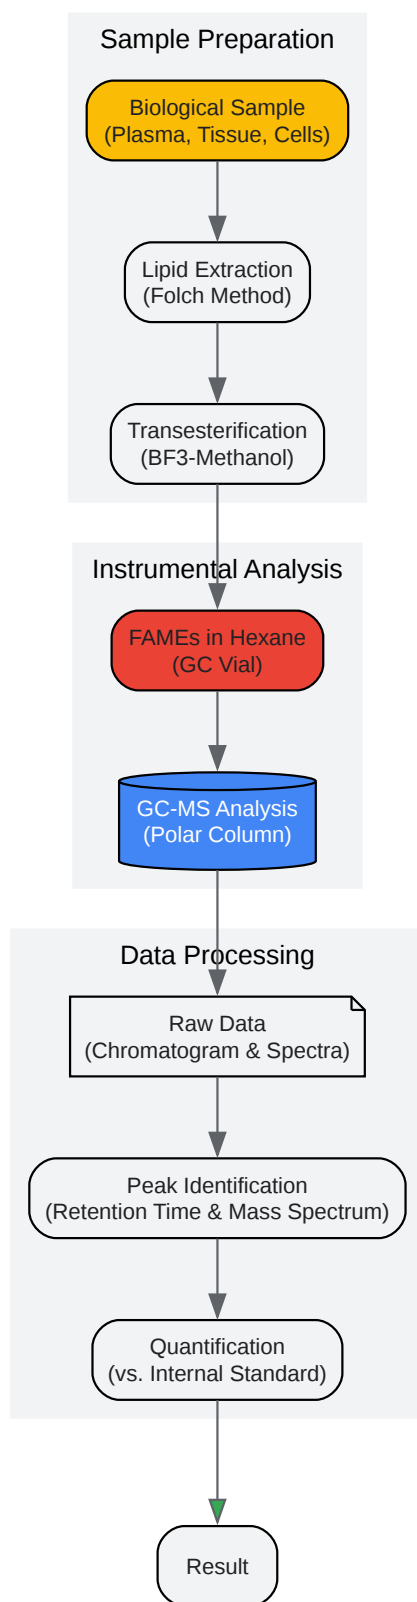 Sample Preparation
Biological Sample
(Plasma, Tissue, Cells)
Lipid Extraction
(Folch Method)
Transesterification
(BF3-Methanol)
Instrumental Analysis
FAMEs in Hexane
(GC Vial)
GC-MS Analysis
(Polar Column)
Data Processing
Raw Data
(Chromatogram & Spectra)
Peak Identification
(Retention Time & Mass Spectrum)
Quantification
(vs. Internal Standard)
Result